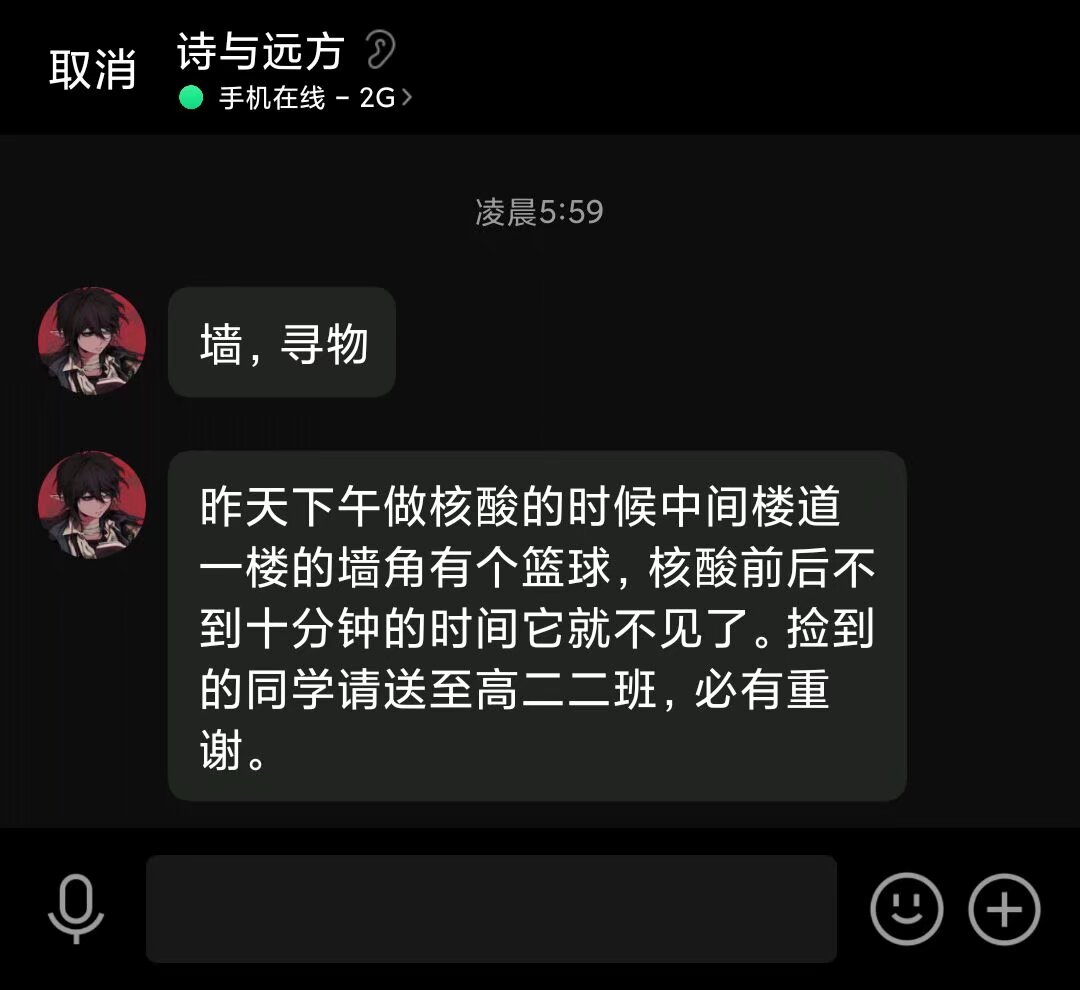 取消
诗与远方
手机在线 - 2G
凌晨5:59
墙，寻物
昨天下午做核酸的时候中间楼道
一楼的墙角有个篮球，核酸前后不
到十分钟的时间它就不见了。捡到
的同学请送至高二二班，必有重
谢。